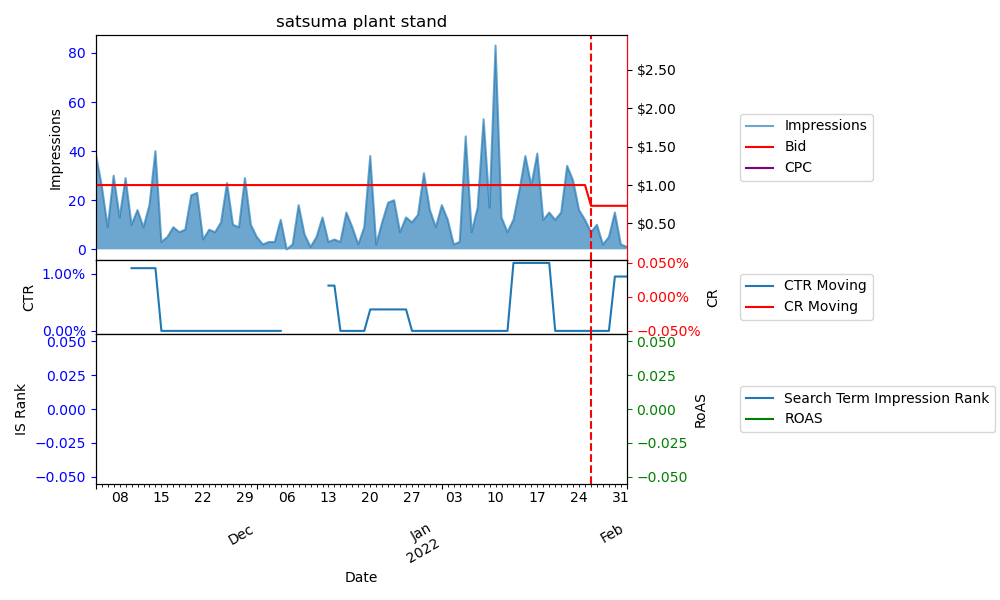 satsuma plant stand
80
60
40
20
0
Impressions
$2.50
$2.00
$1.50
$1.00
$0.50
Impressions
Bid
CPC
1.00%
0.00%
CTR
0.050%
0.000%
−0.050%
CR
CTR Moving
CR Moving
0.050
0.025
0.000
−0.025
−0.050
IS Rank
0.050
0.025
0.000
−0.025
−0.050
RoAS
Search Term Impression Rank
ROAS
08 15 22 29 06 13 20 27 03 10 17 24 31
Dec
Jan
2022
Feb
Date